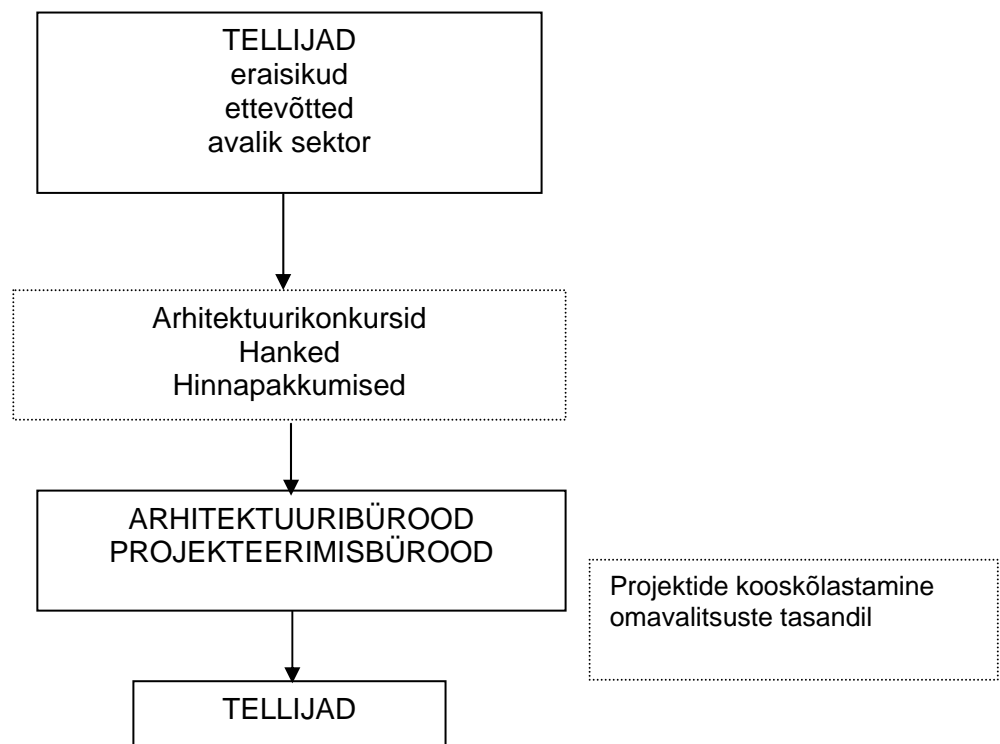 TELLIJAD
eraisikud
ettevõtted
avalik sektor
Arhitektuurikonkursid
Hanked
Hinnapakkumised
ARHITEKTUURIBÜROOD
PROJEKTEERIMISBÜROOD
Projektide kooskõlastamine
omavalitsuste tasandil
TELLIJAD